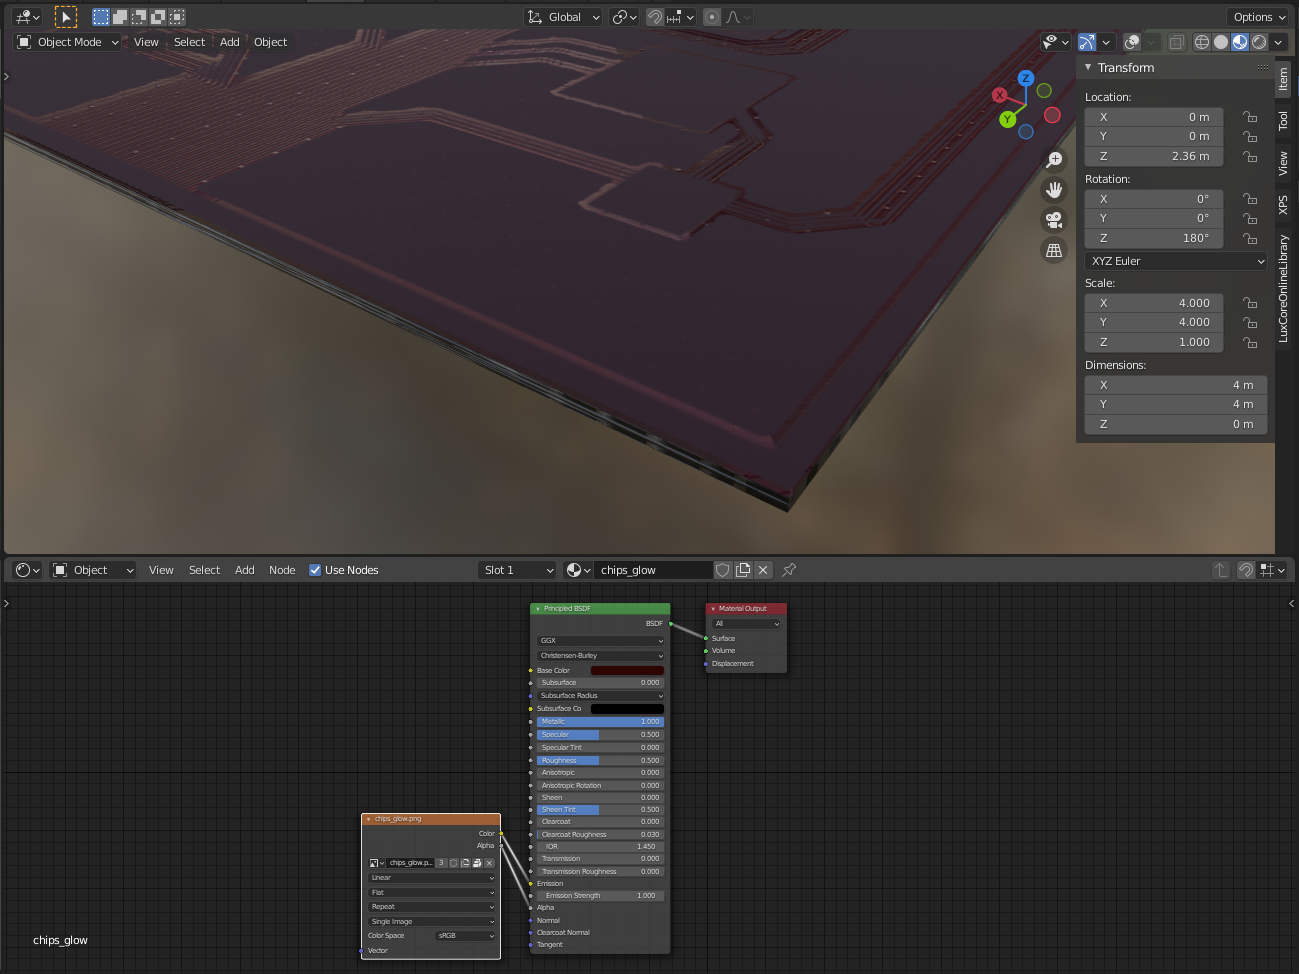 Global
Options
Object Mode
View
Select
Add
Object
Transform
Location:
X 0 m
Y 0 m
Z 2.36 m
Rotation:
X 0°
Y 0°
Z 180°
XYZ Euler
Scale:
X 4.000
Y 4.000
Z 1.000
Dimensions:
X 4 m
Y 4 m
Z 0 m
Item
Tool
View
XPS
LuxCoreOnlineLibrary
Z
X
Y
Object
View
Select
Add
Node
Use Nodes
Slot 1
chips_glow
Principled BSDF
BSDF
GGX
Christensen-Burley
Base Color
Subsurface 0.000
Subsurface Radius
Subsurface Co
Metallic 1.000
Specular 0.500
Specular Tint 0.000
Roughness 0.500
Anisotropic 0.000
Anisotropic Rotation 0.000
Sheen 0.000
Sheen Tint 0.500
Clearcoat 0.000
Clearcoat Roughness 0.030
IOR 1.450
Transmission 0.000
Transmission Roughness 0.000
Emission
Emission Strength 1.000
Alpha
Normal
Clearcoat Normal
Tangent
Material Output
All
Surface
Volume
Displacement
chips_glow.png
Color
Alpha
chips_glow.p... 3
Linear
Flat
Repeat
Single Image
Color Space sRGB
Vector
chips_glow